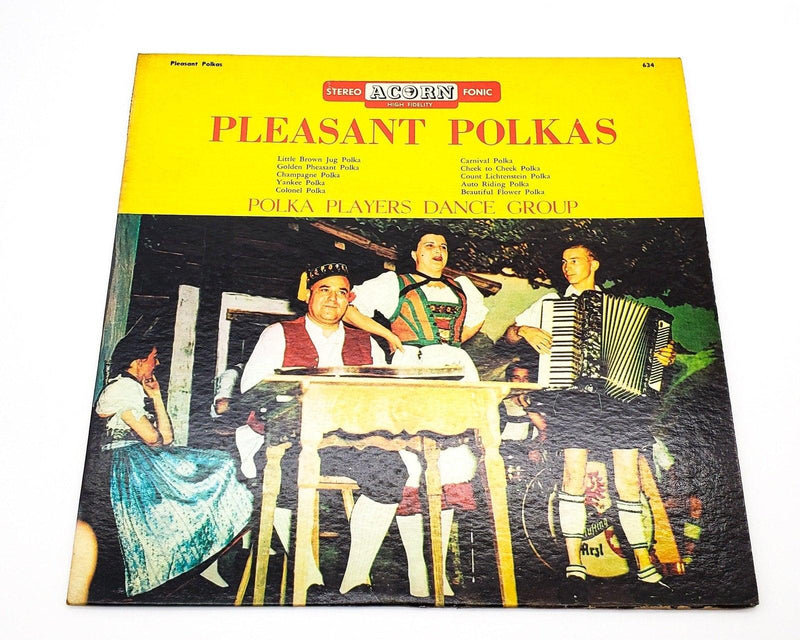 Pleasant Polkas 634
STEREO ACORN FONIC
HIGH FIDELITY
PLEASANT POLKAS
Little Brown Jug Polka
Golden Pheasant Polka
Champagne Polka
Yankee Polka
Colonel Polka
Carnival Polka
Cheek to Cheek Polka
Count Lichtenstein Polka
Auto Riding Polka
Beautiful Flower Polka
POLKA PLAYERS DANCE GROUP